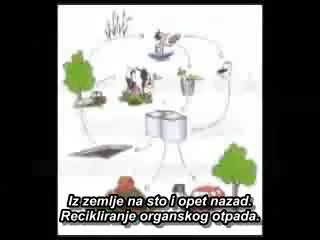 Iz zemlje na sto i opet nazad.
Recikliranje organskog otpada.